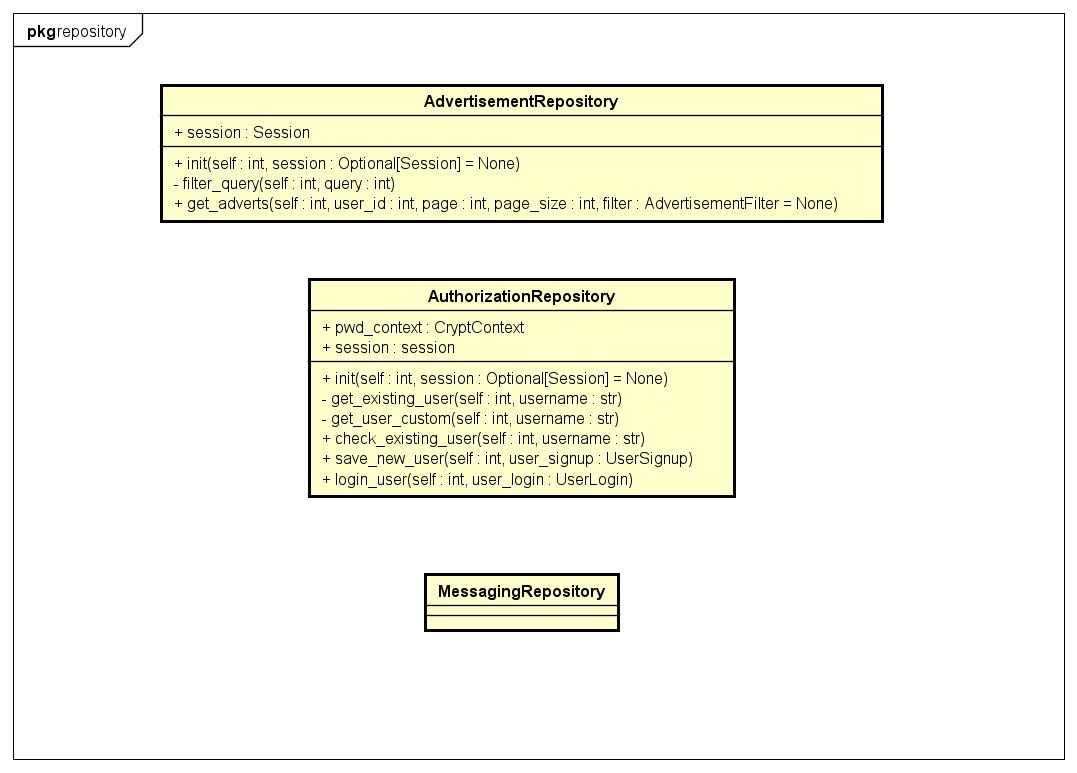 pkg repository
AdvertisementRepository
+ session : Session
+ init(self : int, session : Optional[Session] = None)
- filter_query(self : int, query : int)
+ get_adverts(self : int, user_id : int, page : int, page_size : int, filter : AdvertisementFilter = None)
AuthorizationRepository
+ pwd_context : CryptContext
+ session : session
+ init(self : int, session : Optional[Session] = None)
- get_existing_user(self : int, username : str)
- get_user_custom(self : int, username : str)
+ check_existing_user(self : int, username : str)
+ save_new_user(self : int, user_signup : UserSignup)
+ login_user(self : int, user_login : UserLogin)
MessagingRepository